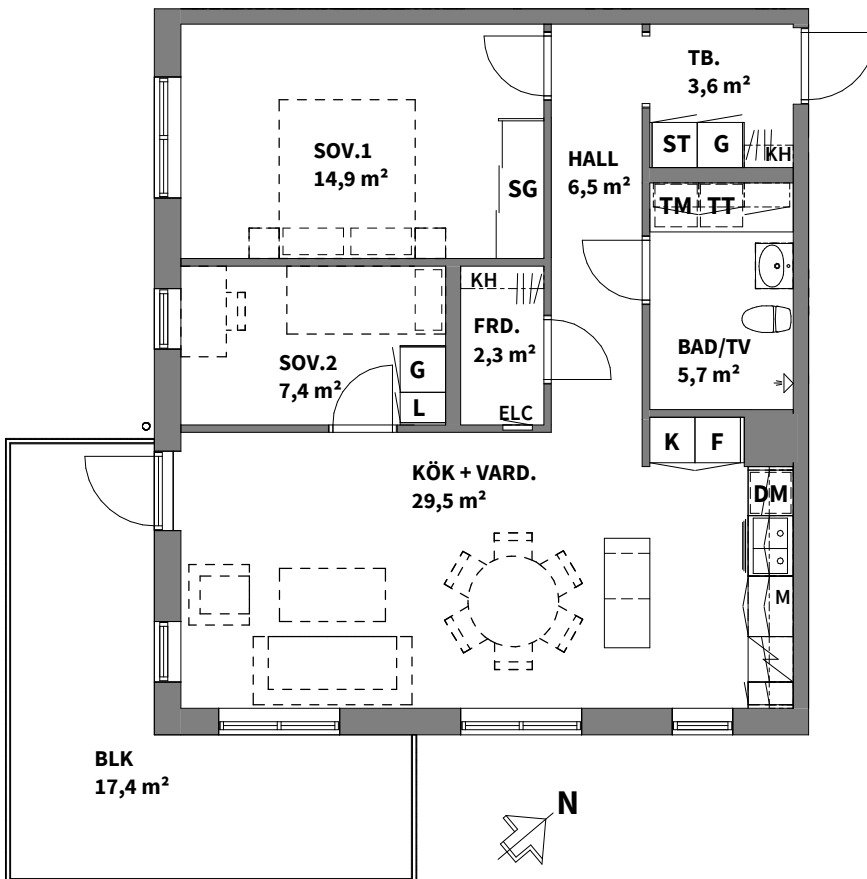 TB.
3,6 m²
ST G KH
SOV.1
14,9 m²
SG
HALL
6,5 m²
TM TT
KH
FRD.
2,3 m²
ELC
SOV.2
7,4 m²
G
L
BAD/TV
5,7 m²
K F
KÖK + VARD.
29,5 m²
DM
M
BLK
17,4 m²
N